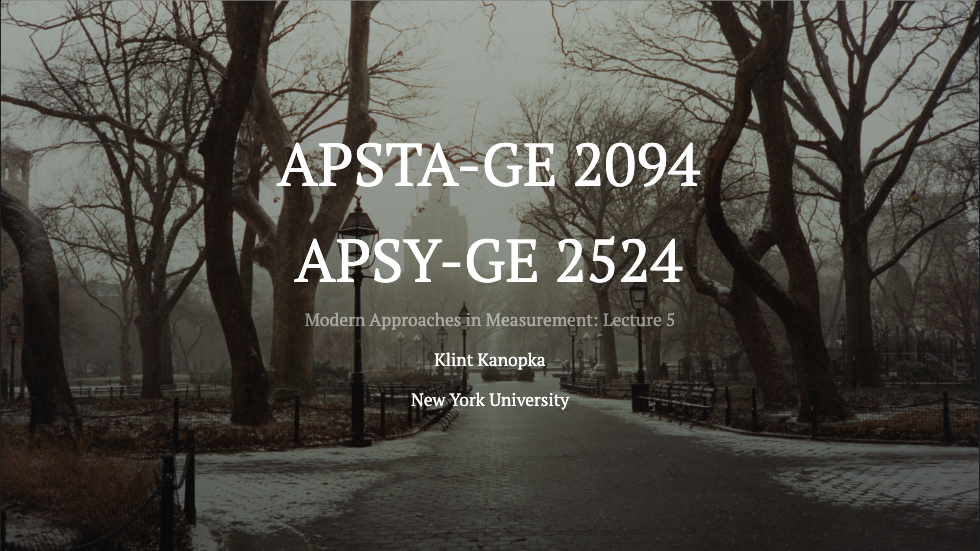 APSTA-GE 2094
APSY-GE 2524
Modern Approaches in Measurement: Lecture 5
Klint Kanopka
New York University